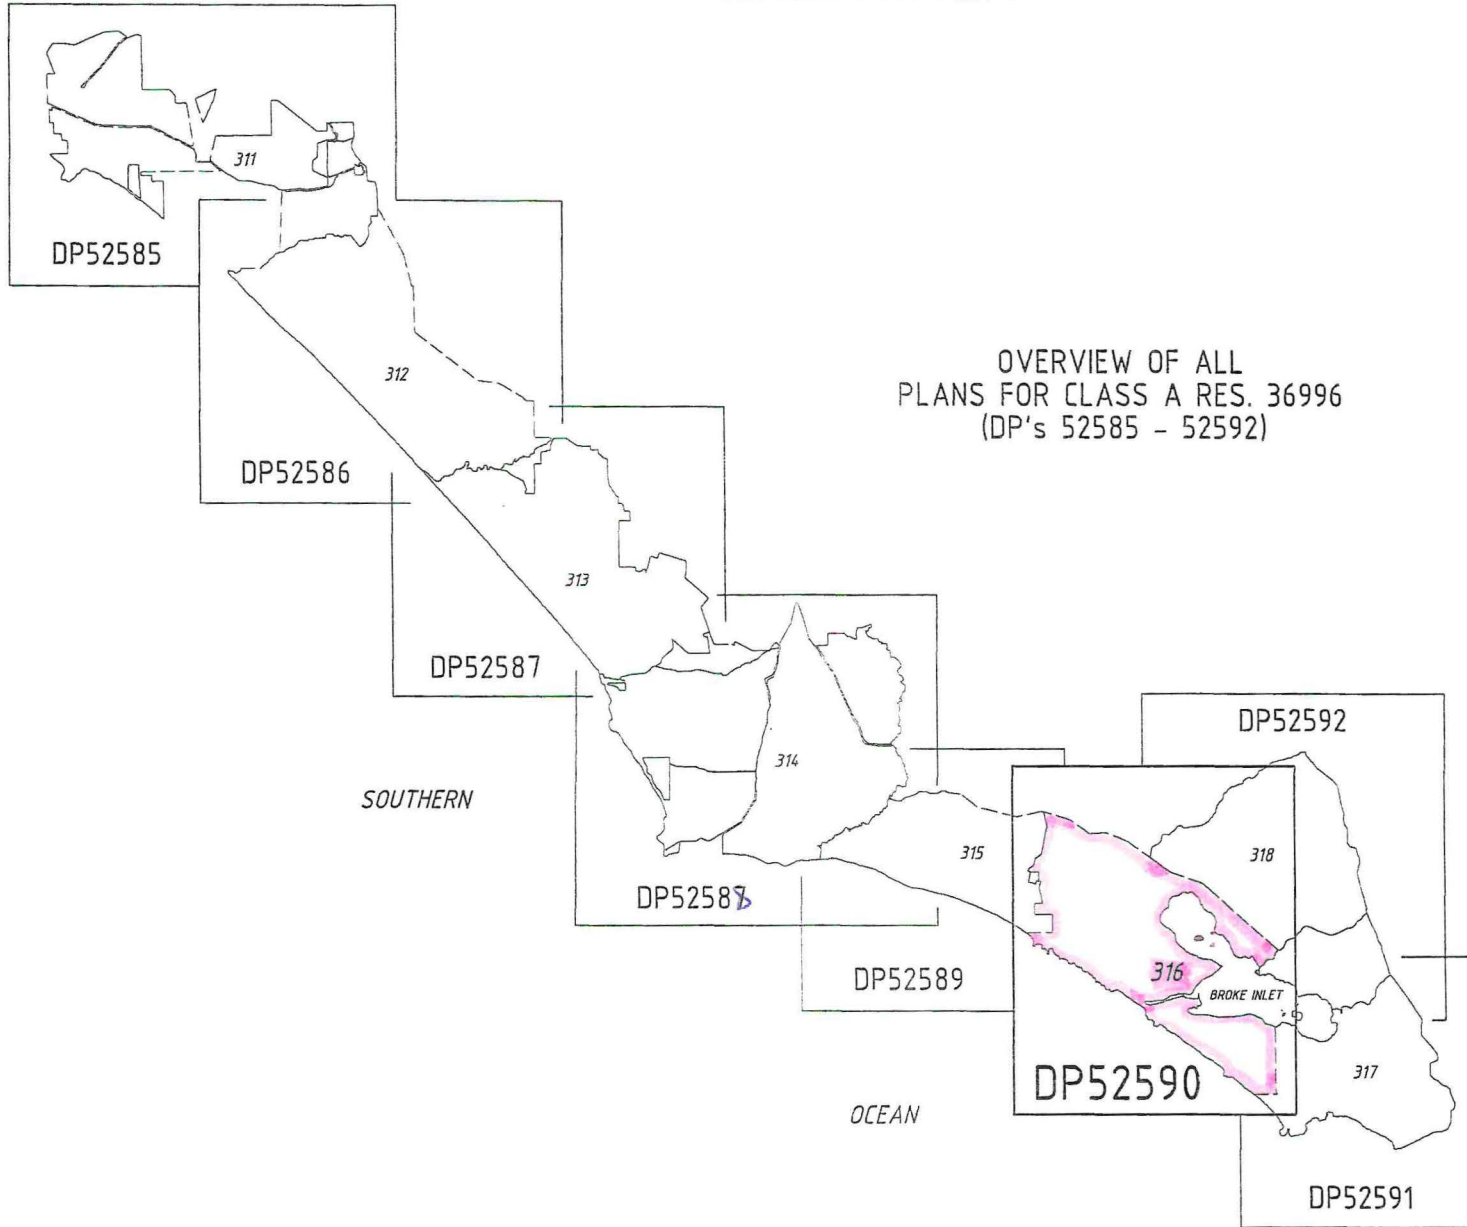 311
DP52585
312
OVERVIEW OF ALL
PLANS FOR CLASS A RES. 36996
(DP's 52585 - 52592)
DP52586
313
DP52587
DP52592
314
SOUTHERN
315
318
DP52588
316
DP52589
BROKE INLET
DP52590
317
OCEAN
DP52591